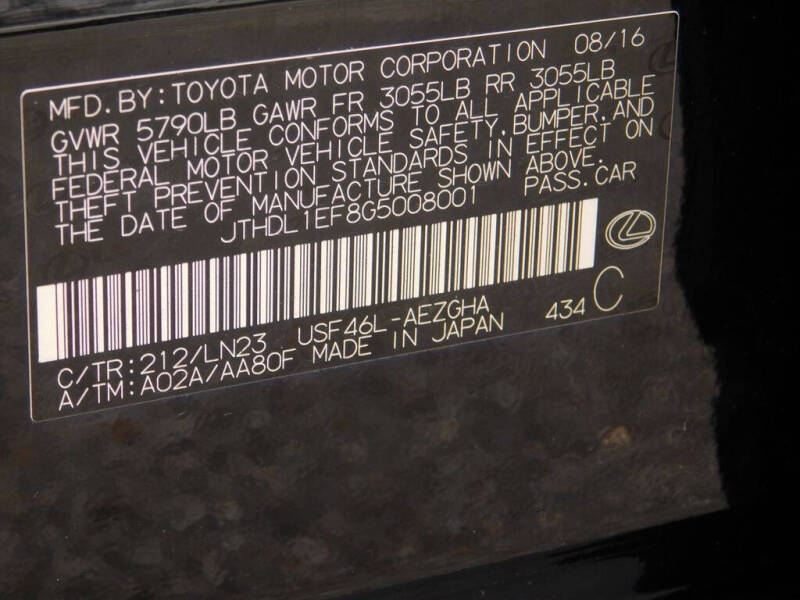 MFD.BY:TOYOTA MOTOR CORPORATION 08/16
GVWR 5790LB GAWR FR 3055LB RR 3055LB
THIS VEHICLE CONFORMS TO ALL APPLICABLE
FEDERAL MOTOR VEHICLE SAFETY,BUMPER,AND
THEFT PREVENTION STANDARDS IN EFFECT ON
THE DATE OF MANUFACTURE SHOWN ABOVE.
JTHDL1EF8G5008001 PASS.CAR
C/TR:212/LN23 USF46L-AEZGHA 434 C
A/TM:A02A/AA80F MADE IN JAPAN